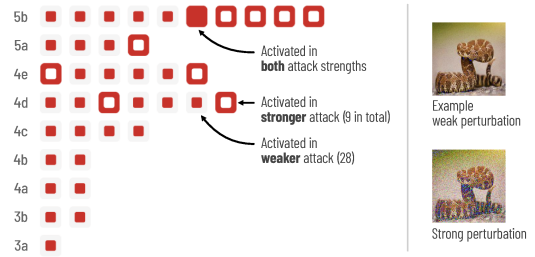 5b
5a
4e
4d
4c
4b
4a
3b
3a
Activated in
both attack strengths
Activated in
stronger attack (9 in total)
Activated in
weaker attack (28)
Example
weak perturbation
Strong perturbation